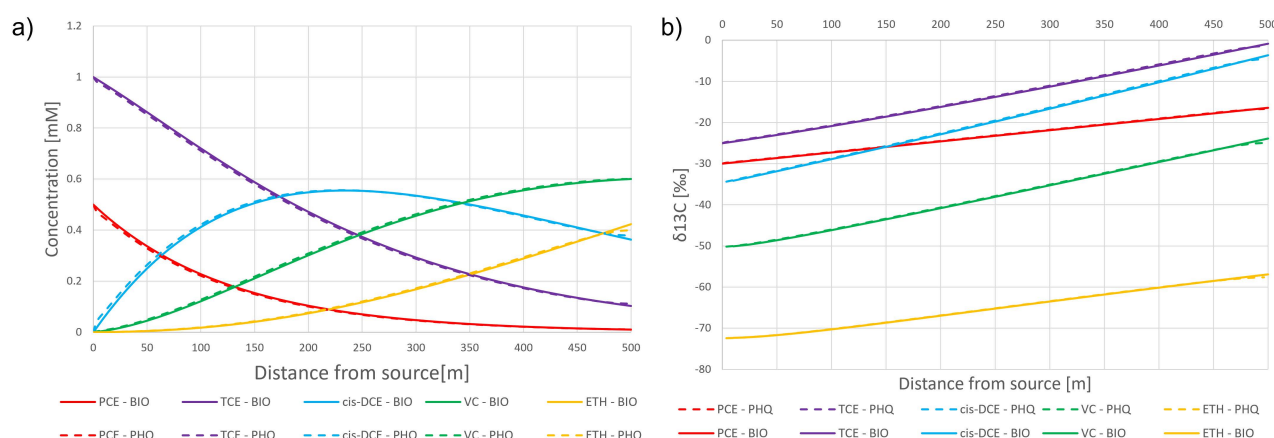 a)
1.2
1
0.8
0.6
0.4
0.2
0
Concentration [mM]
0 50 100 150 200 250 300 350 400 450 500
Distance from source[m]
PCE - BIO TCE - BIO cis-DCE - BIO VC - BIO ETH - BIO
PCE - PHQ TCE - PHQ cis-DCE - PHQ VC - PHQ ETH - PHQ
b)
0 50 100 150 200 250 300 350 400 450 500
0
-10
-20
-30
-40
-50
-60
-70
-80
δ13C [‰]
Distance from source [m]
PCE - PHQ TCE - PHQ cis-DCE - PHQ VC - PHQ ETH - PHQ
PCE - BIO TCE - BIO cis-DCE - BIO VC - BIO ETH - BIO